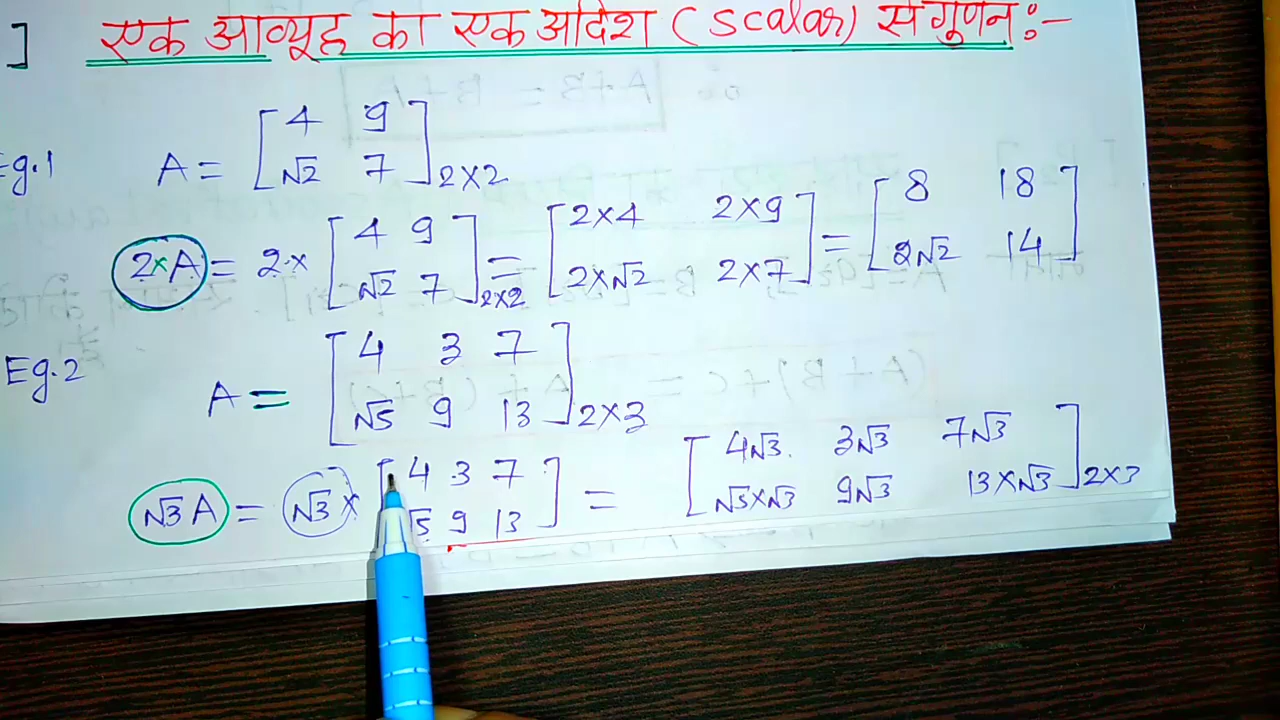 ] एक आव्यूह का एक अदिश (scalar) से गुणन :-
Eg.1 A = [4 9
√2 7] 2×2
2×A = 2× [4 9 = [2×4 2×9 = [8 18
√2 7] 2×2 2×√2 2×7] 2√2 14]
Eg.2 A = [4 3 7
√5 9 13] 2×3
√3 A = √3 × [4 3 7 = [4√3. 3√3 7√3
√5 9 13] √5×√3 9√3 13×√3] 2×3